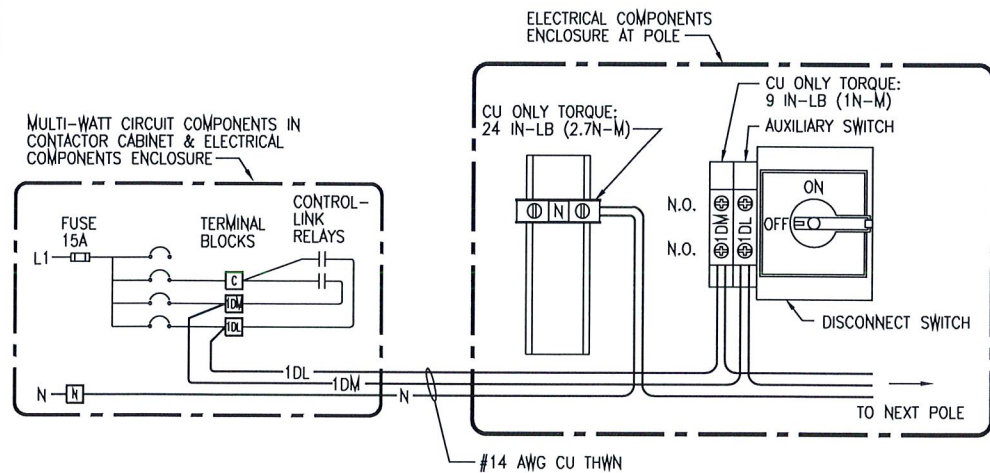 ELECTRICAL COMPONENTS
ENCLOSURE AT POLE
CU ONLY TORQUE:
9 IN-LB (1N-M)
CU ONLY TORQUE:
24 IN-LB (2.7N-M)
AUXILIARY SWITCH
MULTI-WATT CIRCUIT COMPONENTS IN
CONTACTOR CABINET & ELECTRICAL
COMPONENTS ENCLOSURE
ON
OFF
N.O.
N.O.
1DM
1DL
N
FUSE
15A
TERMINAL
BLOCKS
CONTROL-
LINK
RELAYS
L1
C
1DM
1DL
DISCONNECT SWITCH
1DL
1DM
N
N
N
TO NEXT POLE
#14 AWG CU THWN